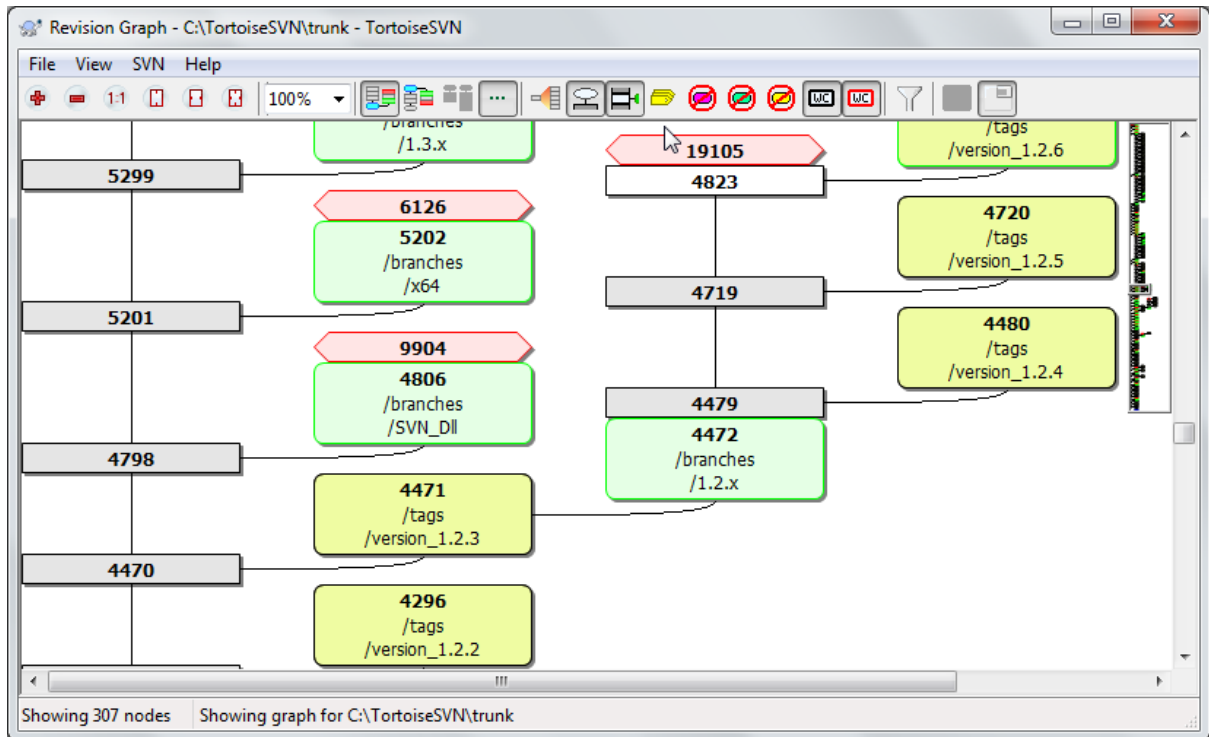 Revision Graph - C:\TortoiseSVN\trunk - TortoiseSVN
File View SVN Help
1:1
100%
WC WC
/branches
/1.3.x
5299
6126
5202
/branches
/x64
5201
9904
4806
/branches
/SVN_Dll
4798
4471
/tags
/version_1.2.3
4470
4296
/tags
/version_1.2.2
19105
4823
4719
4479
4472
/branches
/1.2.x
/tags
/version_1.2.6
4720
/tags
/version_1.2.5
4480
/tags
/version_1.2.4
Showing 307 nodes Showing graph for C:\TortoiseSVN\trunk